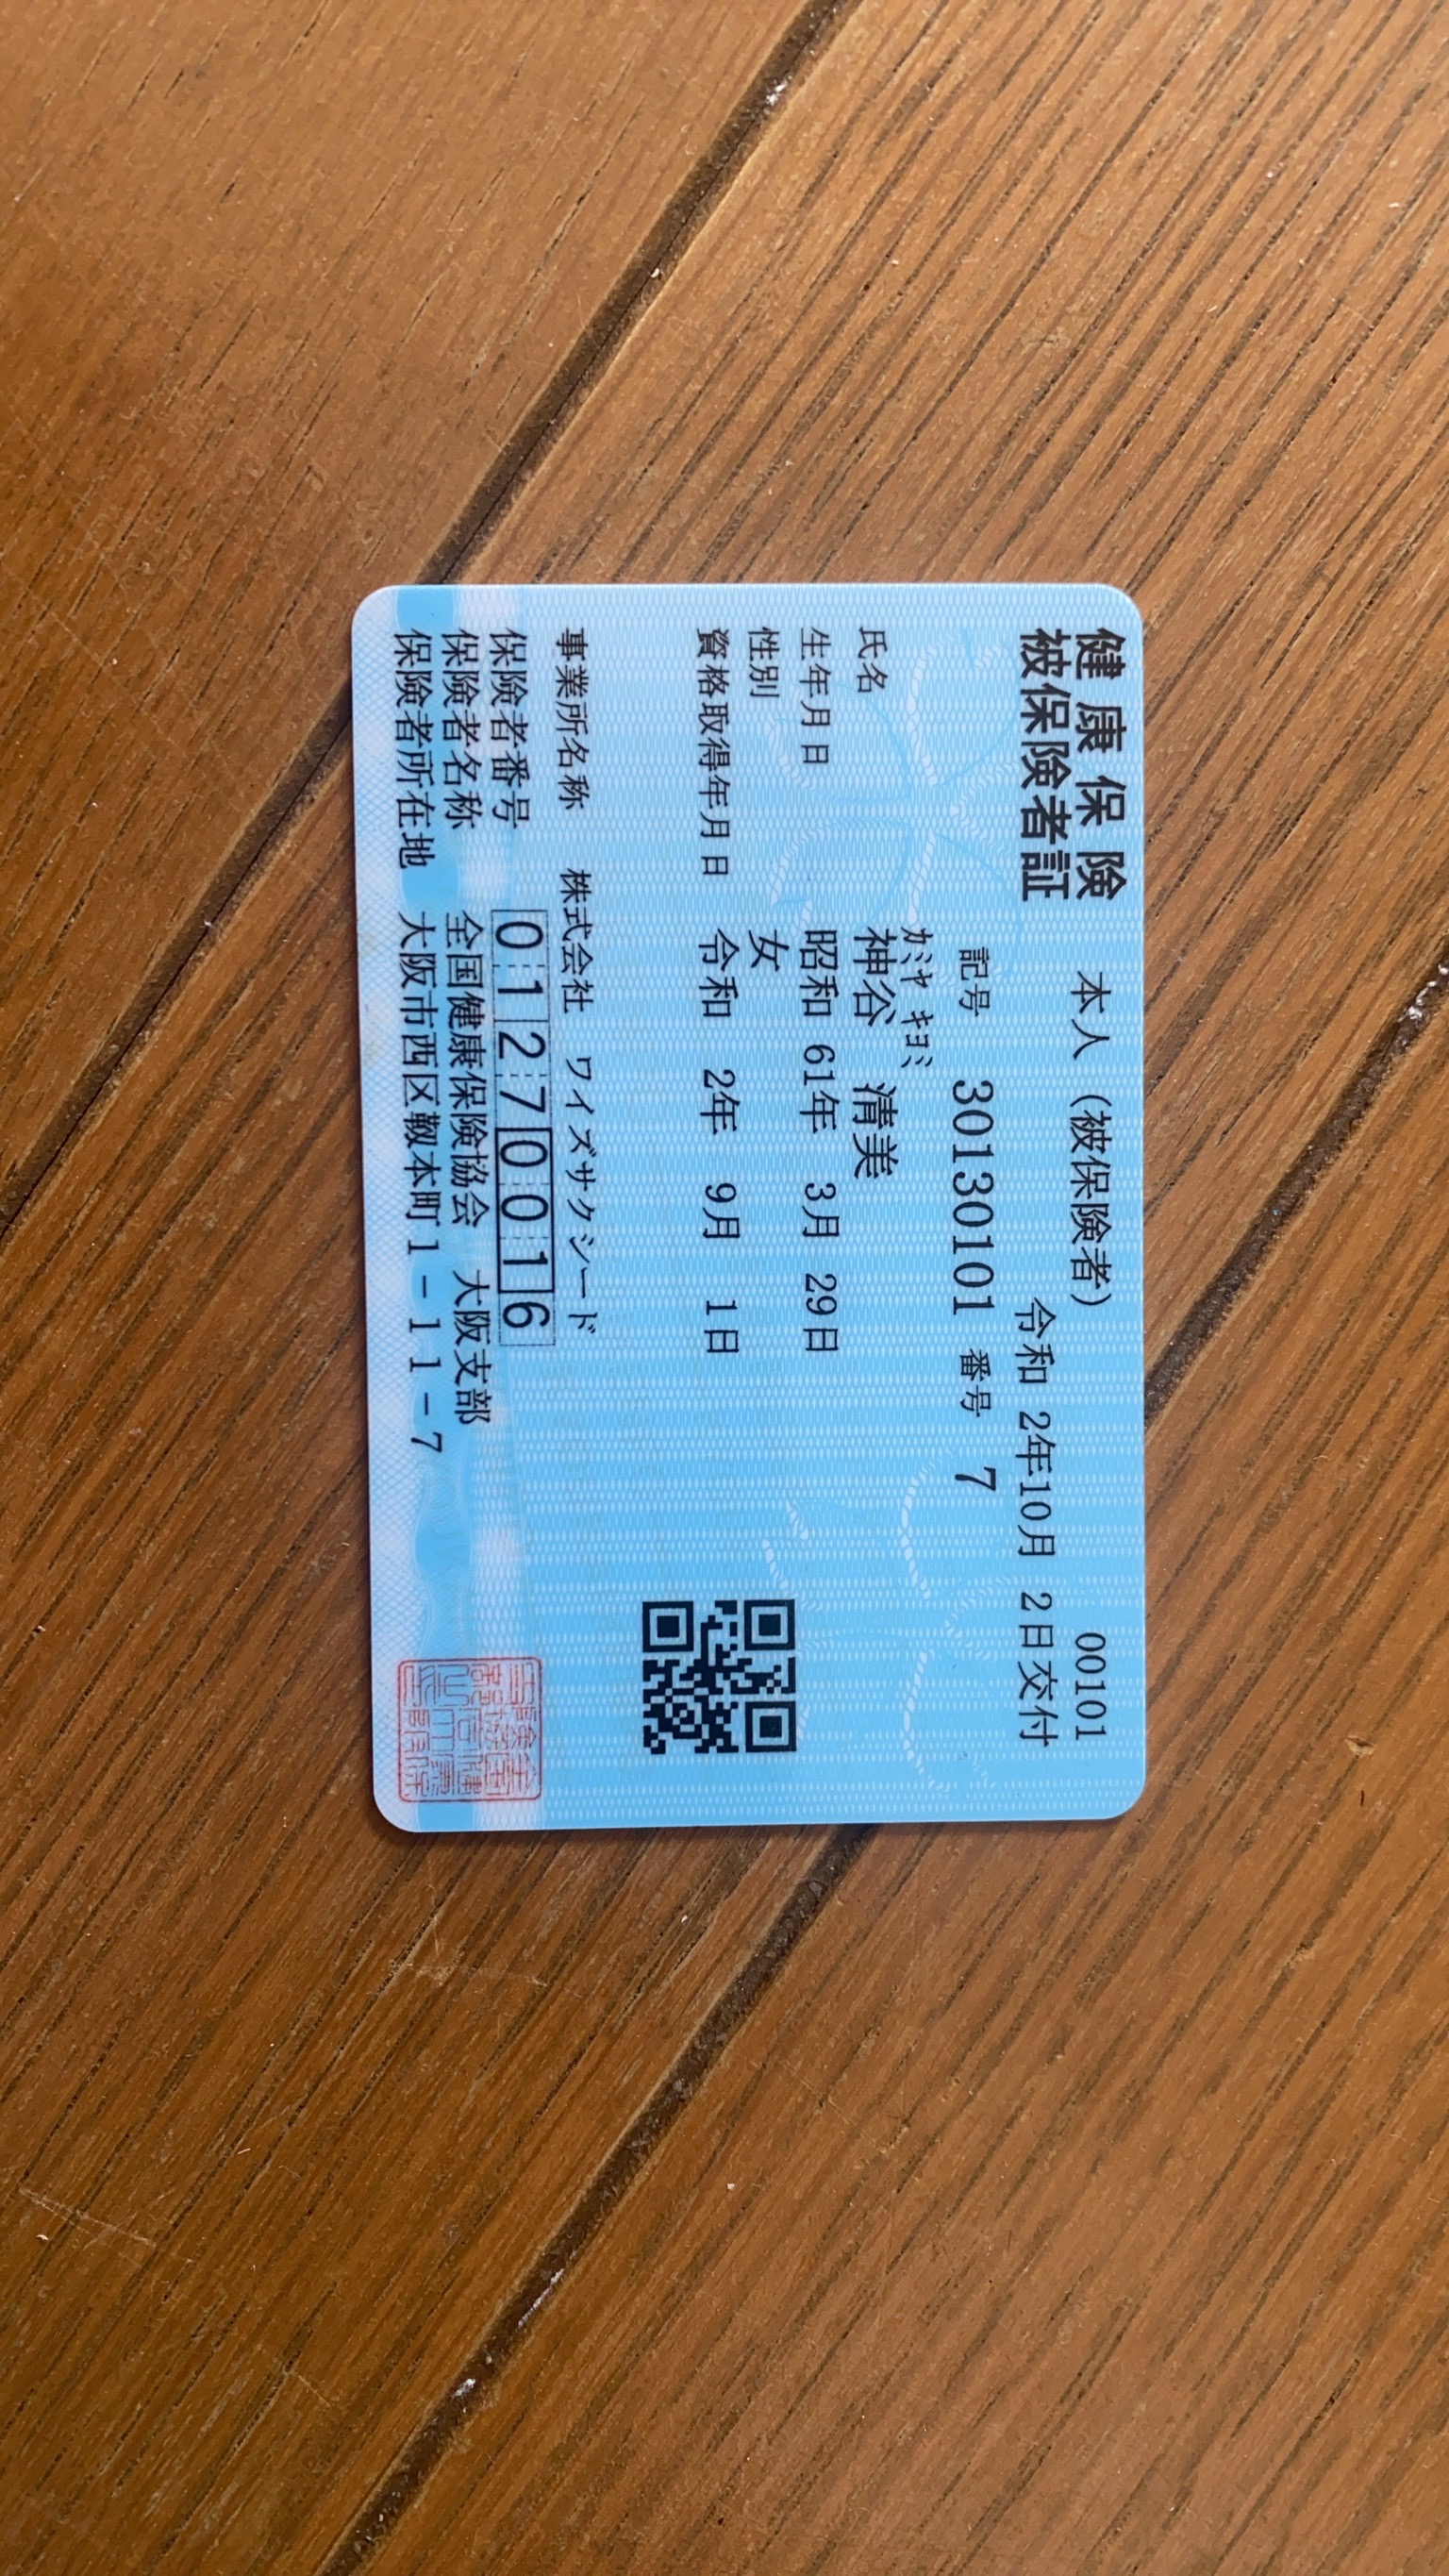 健康保険 本人（被保険者） 00101
被保険者証 令和 2年10月 2日交付
記号 30130101 番号 7
ｶﾐﾔ ｷﾖﾐ
氏名 神谷 清美
生年月日 昭和 61年 3月 29日
性別 女
資格取得年月日 令和 2年 9月 1日
事業所名称 株式会社 ワイズサクシード
保険者番号 01270016
保険者名称 全国健康保険協会 大阪支部
保険者所在地 大阪市西区靱本町1-11-7